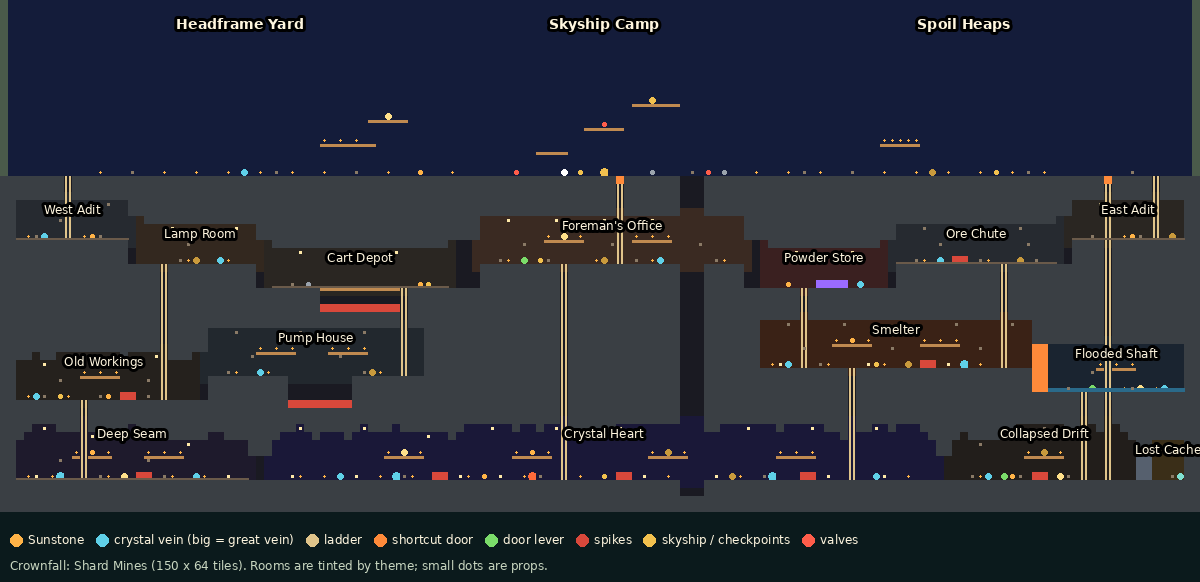 Headframe Yard
Skyship Camp
Spoil Heaps
West Adit
East Adit
Lamp Room
Foreman's Office
Ore Chute
Cart Depot
Powder Store
Pump House
Smelter
Old Workings
Flooded Shaft
Deep Seam
Crystal Heart
Collapsed Drift
Lost Cache
Sunstone
crystal vein (big = great vein)
ladder
shortcut door
door lever
spikes
skyship / checkpoints
valves
Crownfall: Shard Mines (150 x 64 tiles). Rooms are tinted by theme; small dots are props.